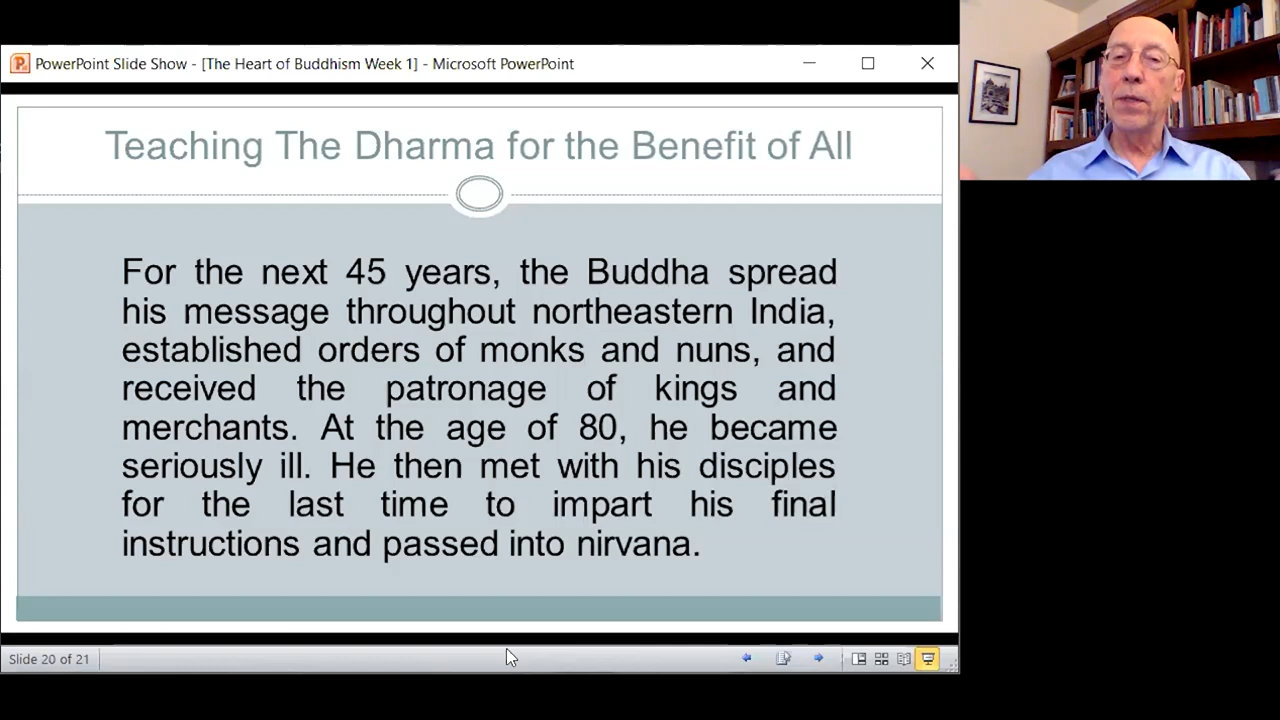 PowerPoint Slide Show - [The Heart of Buddhism Week 1] - Microsoft PowerPoint
Teaching The Dharma for the Benefit of All
For the next 45 years, the Buddha spread
his message throughout northeastern India,
established orders of monks and nuns, and
received the patronage of kings and
merchants. At the age of 80, he became
seriously ill. He then met with his disciples
for the last time to impart his final
instructions and passed into nirvana.
Slide 20 of 21